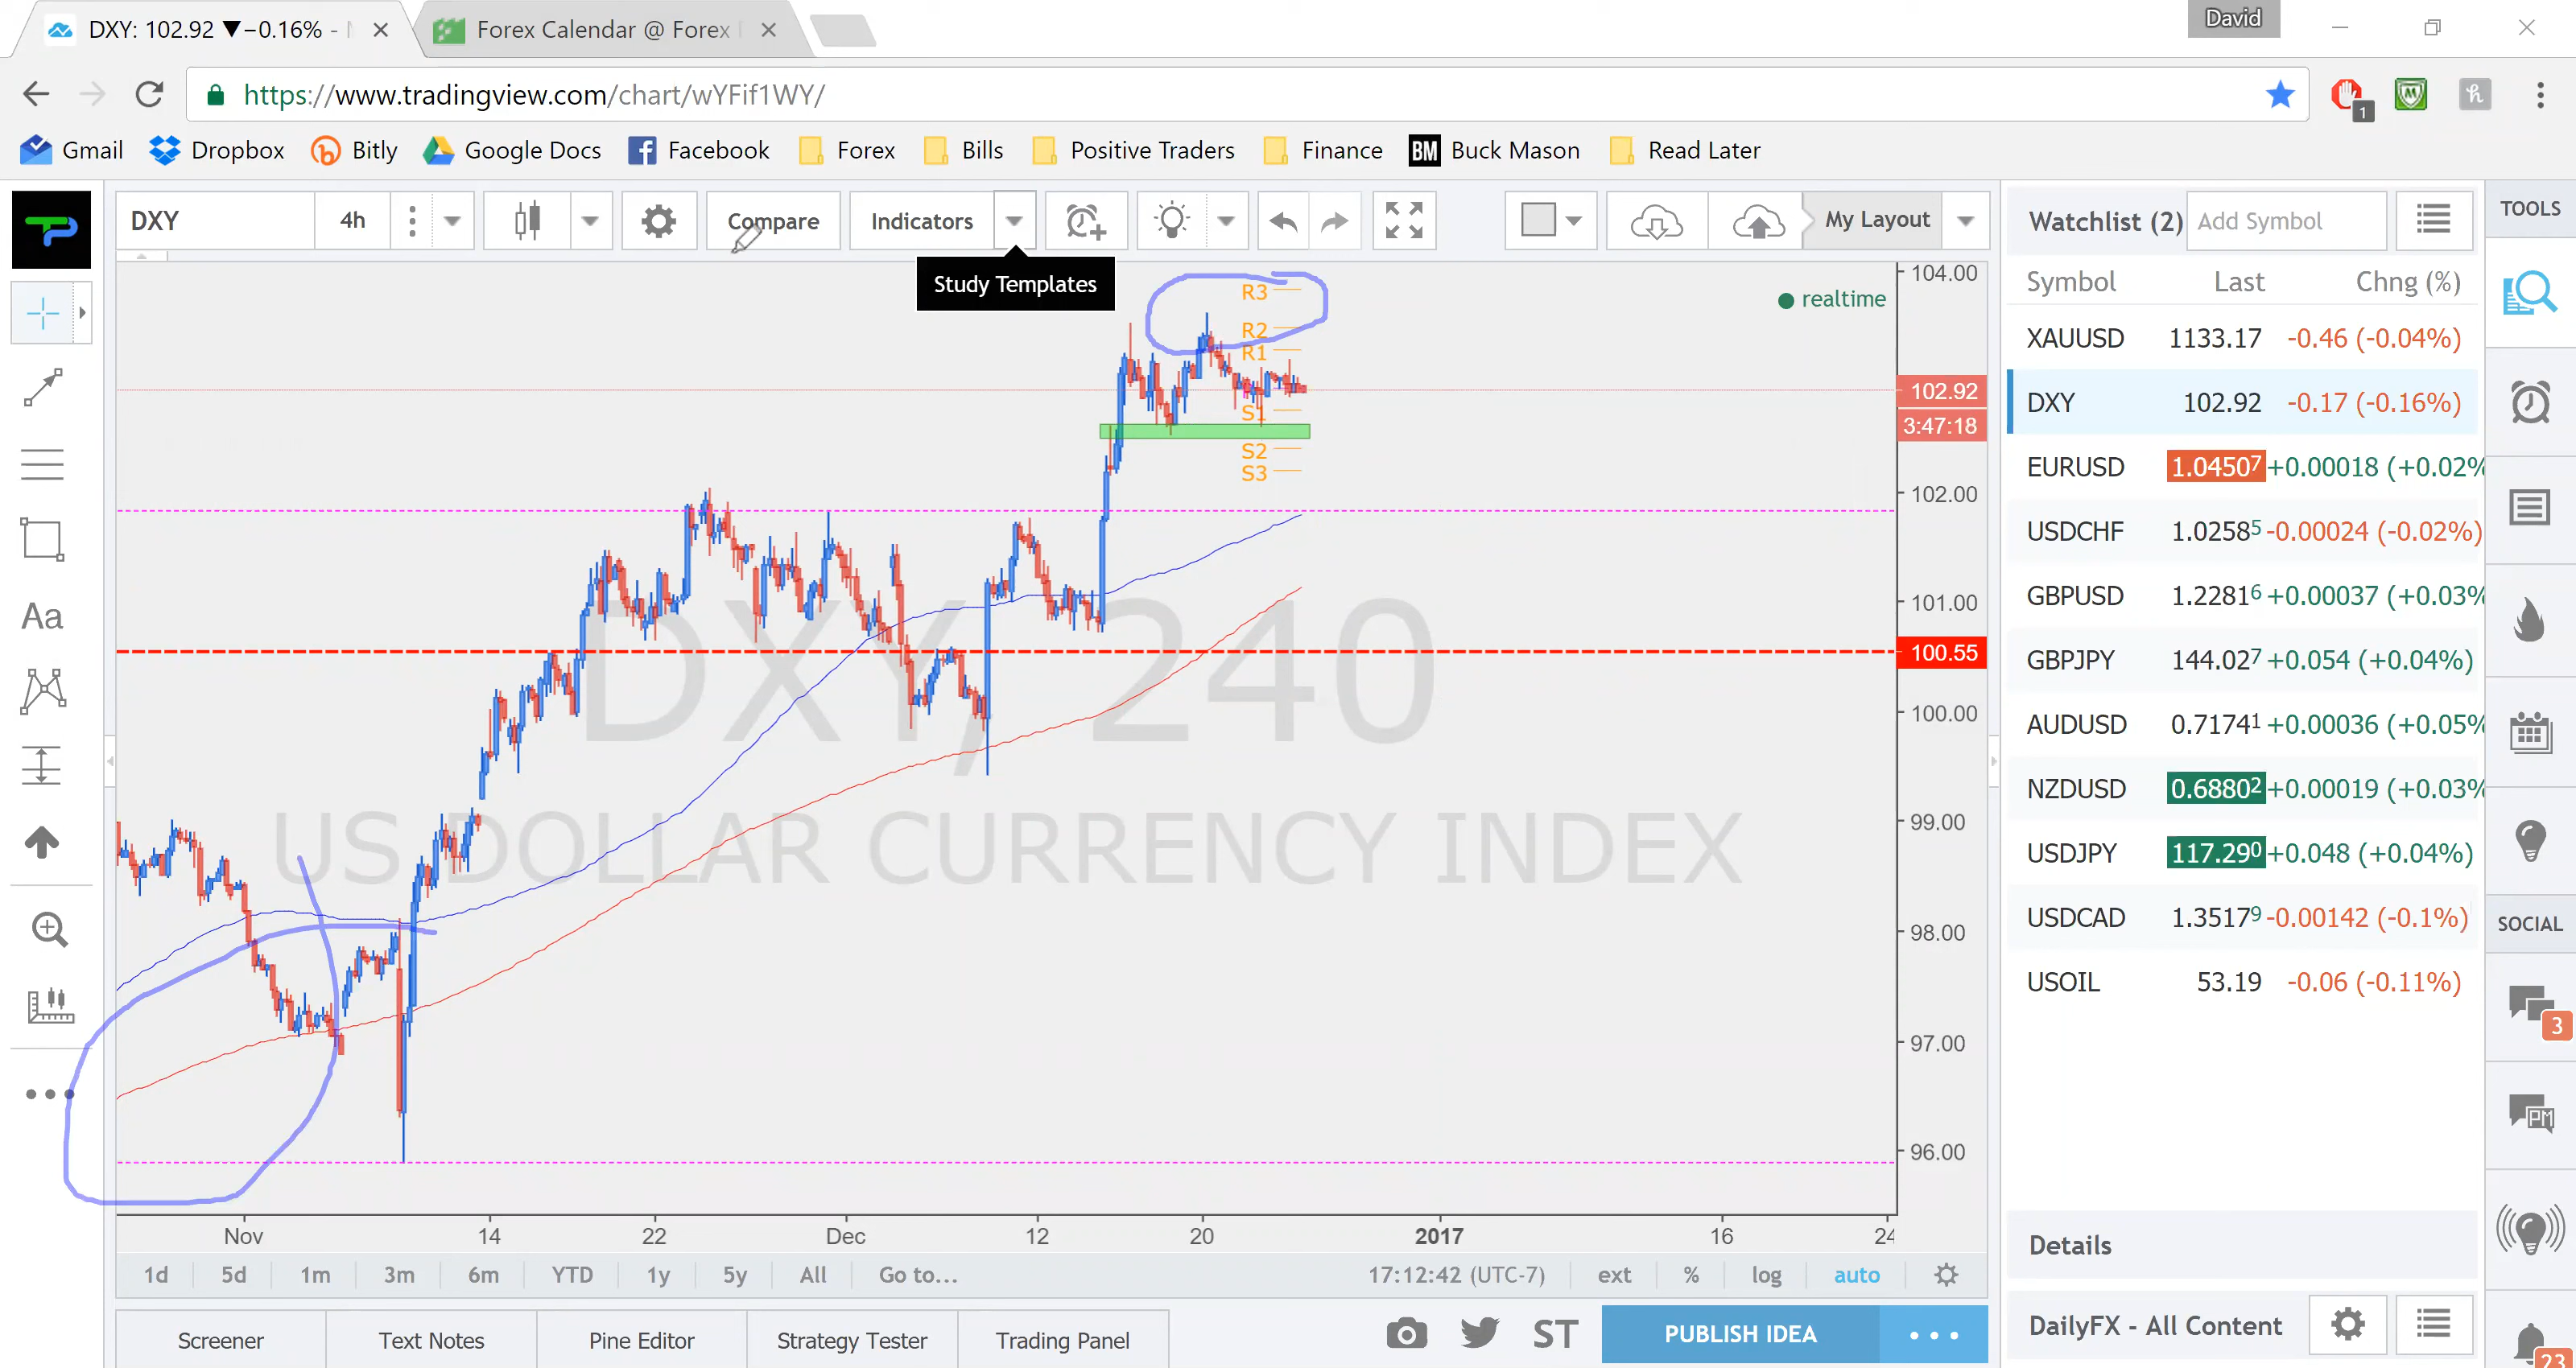 DXY: 102.92 ▼−0.16% -
Forex Calendar @ Forex
David
https://www.tradingview.com/chart/wYFif1WY/
1
Gmail Dropbox Bitly Google Docs Facebook Forex Bills Positive Traders Finance BM Buck Mason Read Later
DXY 4h Compare Indicators My Layout
Watchlist (2) Add Symbol
TOOLS
Study Templates
Symbol Last Chng (%)
XAUUSD 1133.17 -0.46 (-0.04%)
DXY 102.92 -0.17 (-0.16%)
EURUSD 1.04507 +0.00018 (+0.02%
USDCHF 1.02585 -0.00024 (-0.02%)
GBPUSD 1.22816 +0.00037 (+0.03%
GBPJPY 144.027 +0.054 (+0.04%)
AUDUSD 0.71741 +0.00036 (+0.05%
NZDUSD 0.68802 +0.00019 (+0.03%
USDJPY 117.290 +0.048 (+0.04%)
USDCAD 1.35179 -0.00142 (-0.1%)
USOIL 53.19 -0.06 (-0.11%)
SOCIAL
3
PM
23
realtime
R3
R2
R1
S1
S2
S3
104.00
102.92
3:47:18
102.00
101.00
100.55
100.00
99.00
98.00
97.00
96.00
DXY, 240
US DOLLAR CURRENCY INDEX
Nov 14 22 Dec 12 20 2017 16 24
1d 5d 1m 3m 6m YTD 1y 5y All Go to... 17:12:42 (UTC-7) ext % log auto
Details
Screener Text Notes Pine Editor Strategy Tester Trading Panel ST PUBLISH IDEA
DailyFX - All Content